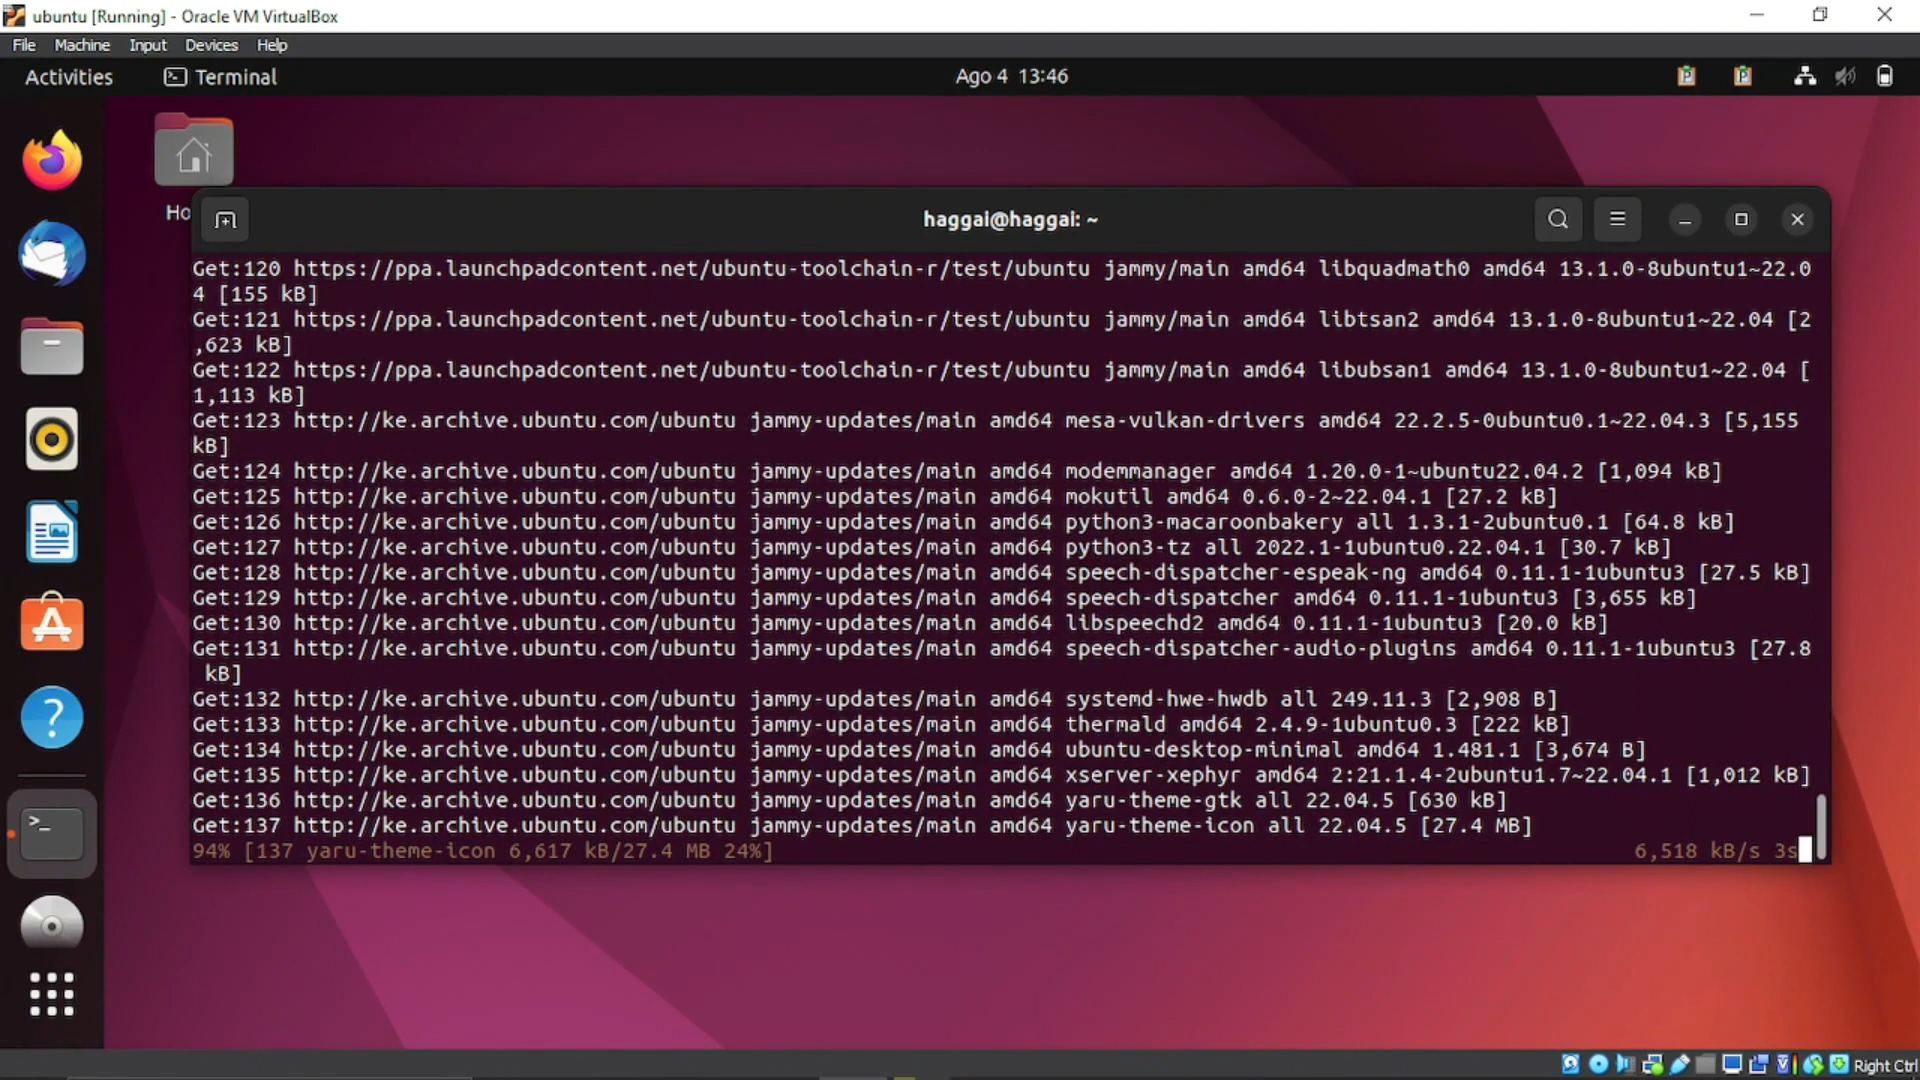 ubuntu [Running] - Oracle VM VirtualBox
File Machine Input Devices Help
Activities Terminal Ago 4 13:46
Ho
haggai@haggai: ~
Get:120 https://ppa.launchpadcontent.net/ubuntu-toolchain-r/test/ubuntu jammy/main amd64 libquadmath0 amd64 13.1.0-8ubuntu1~22.0
4 [155 kB]
Get:121 https://ppa.launchpadcontent.net/ubuntu-toolchain-r/test/ubuntu jammy/main amd64 libtsan2 amd64 13.1.0-8ubuntu1~22.04 [2
,623 kB]
Get:122 https://ppa.launchpadcontent.net/ubuntu-toolchain-r/test/ubuntu jammy/main amd64 libubsan1 amd64 13.1.0-8ubuntu1~22.04 [
1,113 kB]
Get:123 http://ke.archive.ubuntu.com/ubuntu jammy-updates/main amd64 mesa-vulkan-drivers amd64 22.2.5-0ubuntu0.1~22.04.3 [5,155
kB]
Get:124 http://ke.archive.ubuntu.com/ubuntu jammy-updates/main amd64 modemmanager amd64 1.20.0-1~ubuntu22.04.2 [1,094 kB]
Get:125 http://ke.archive.ubuntu.com/ubuntu jammy-updates/main amd64 mokutil amd64 0.6.0-2~22.04.1 [27.2 kB]
Get:126 http://ke.archive.ubuntu.com/ubuntu jammy-updates/main amd64 python3-macaroonbakery all 1.3.1-2ubuntu0.1 [64.8 kB]
Get:127 http://ke.archive.ubuntu.com/ubuntu jammy-updates/main amd64 python3-tz all 2022.1-1ubuntu0.22.04.1 [30.7 kB]
Get:128 http://ke.archive.ubuntu.com/ubuntu jammy-updates/main amd64 speech-dispatcher-espeak-ng amd64 0.11.1-1ubuntu3 [27.5 kB]
Get:129 http://ke.archive.ubuntu.com/ubuntu jammy-updates/main amd64 speech-dispatcher amd64 0.11.1-1ubuntu3 [3,655 kB]
Get:130 http://ke.archive.ubuntu.com/ubuntu jammy-updates/main amd64 libspeechd2 amd64 0.11.1-1ubuntu3 [20.0 kB]
Get:131 http://ke.archive.ubuntu.com/ubuntu jammy-updates/main amd64 speech-dispatcher-audio-plugins amd64 0.11.1-1ubuntu3 [27.8
kB]
Get:132 http://ke.archive.ubuntu.com/ubuntu jammy-updates/main amd64 systemd-hwe-hwdb all 249.11.3 [2,908 B]
Get:133 http://ke.archive.ubuntu.com/ubuntu jammy-updates/main amd64 thermald amd64 2.4.9-1ubuntu0.3 [222 kB]
Get:134 http://ke.archive.ubuntu.com/ubuntu jammy-updates/main amd64 ubuntu-desktop-minimal amd64 1.481.1 [3,674 B]
Get:135 http://ke.archive.ubuntu.com/ubuntu jammy-updates/main amd64 xserver-xephyr amd64 2:21.1.4-2ubuntu1.7~22.04.1 [1,012 kB]
Get:136 http://ke.archive.ubuntu.com/ubuntu jammy-updates/main amd64 yaru-theme-gtk all 22.04.5 [630 kB]
Get:137 http://ke.archive.ubuntu.com/ubuntu jammy-updates/main amd64 yaru-theme-icon all 22.04.5 [27.4 MB]
94% [137 yaru-theme-icon 6,617 kB/27.4 MB 24%] 6,518 kB/s 3s
Right Ctrl